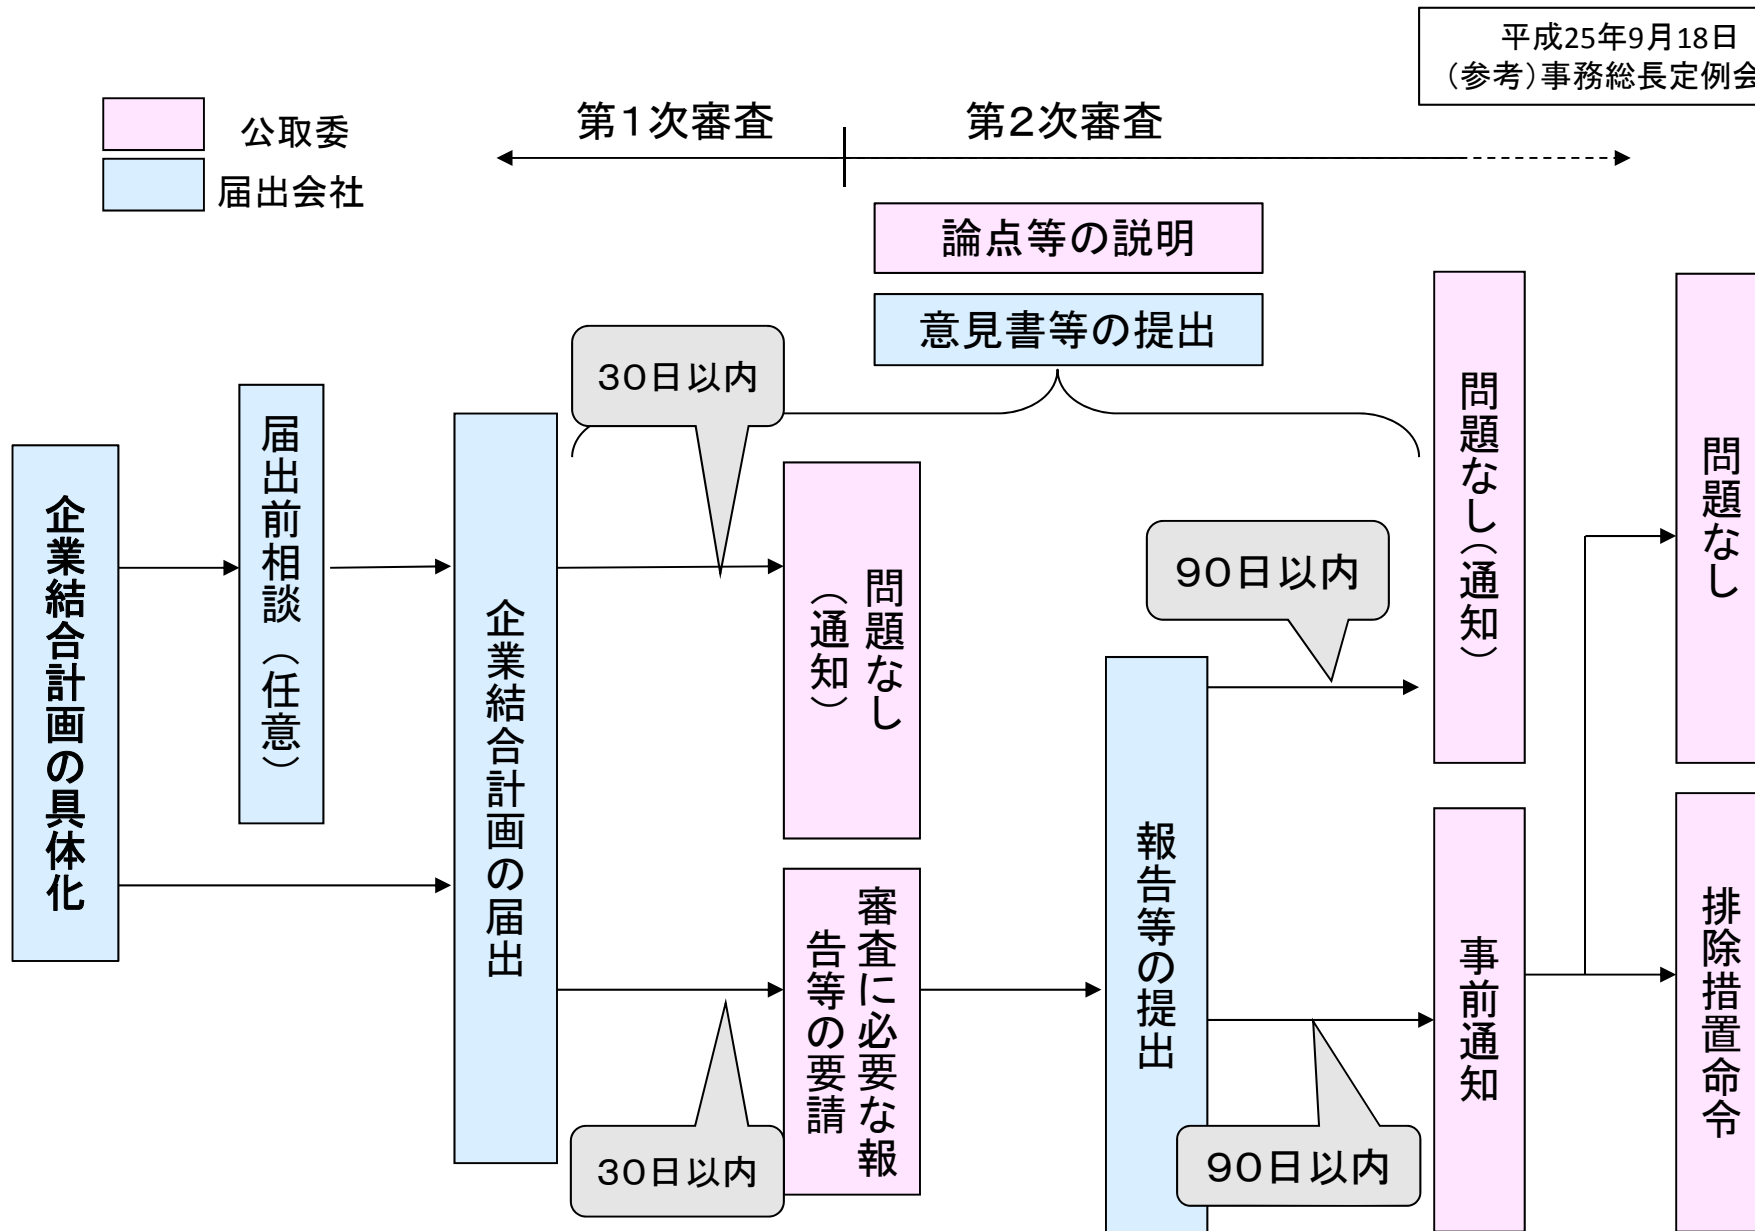 平成25年9月18日
（参考）事務総長定例会
公取委
届出会社
第１次審査
第２次審査
論点等の説明
意見書等の提出
30日以内
企業結合計画の具体化
届出前相談（任意）
企業結合計画の届出
問題なし
（通知）
審査に必要な報
告等の要請
30日以内
報告等の提出
90日以内
90日以内
問題なし（通知）
事前通知
問題なし
排除措置命令